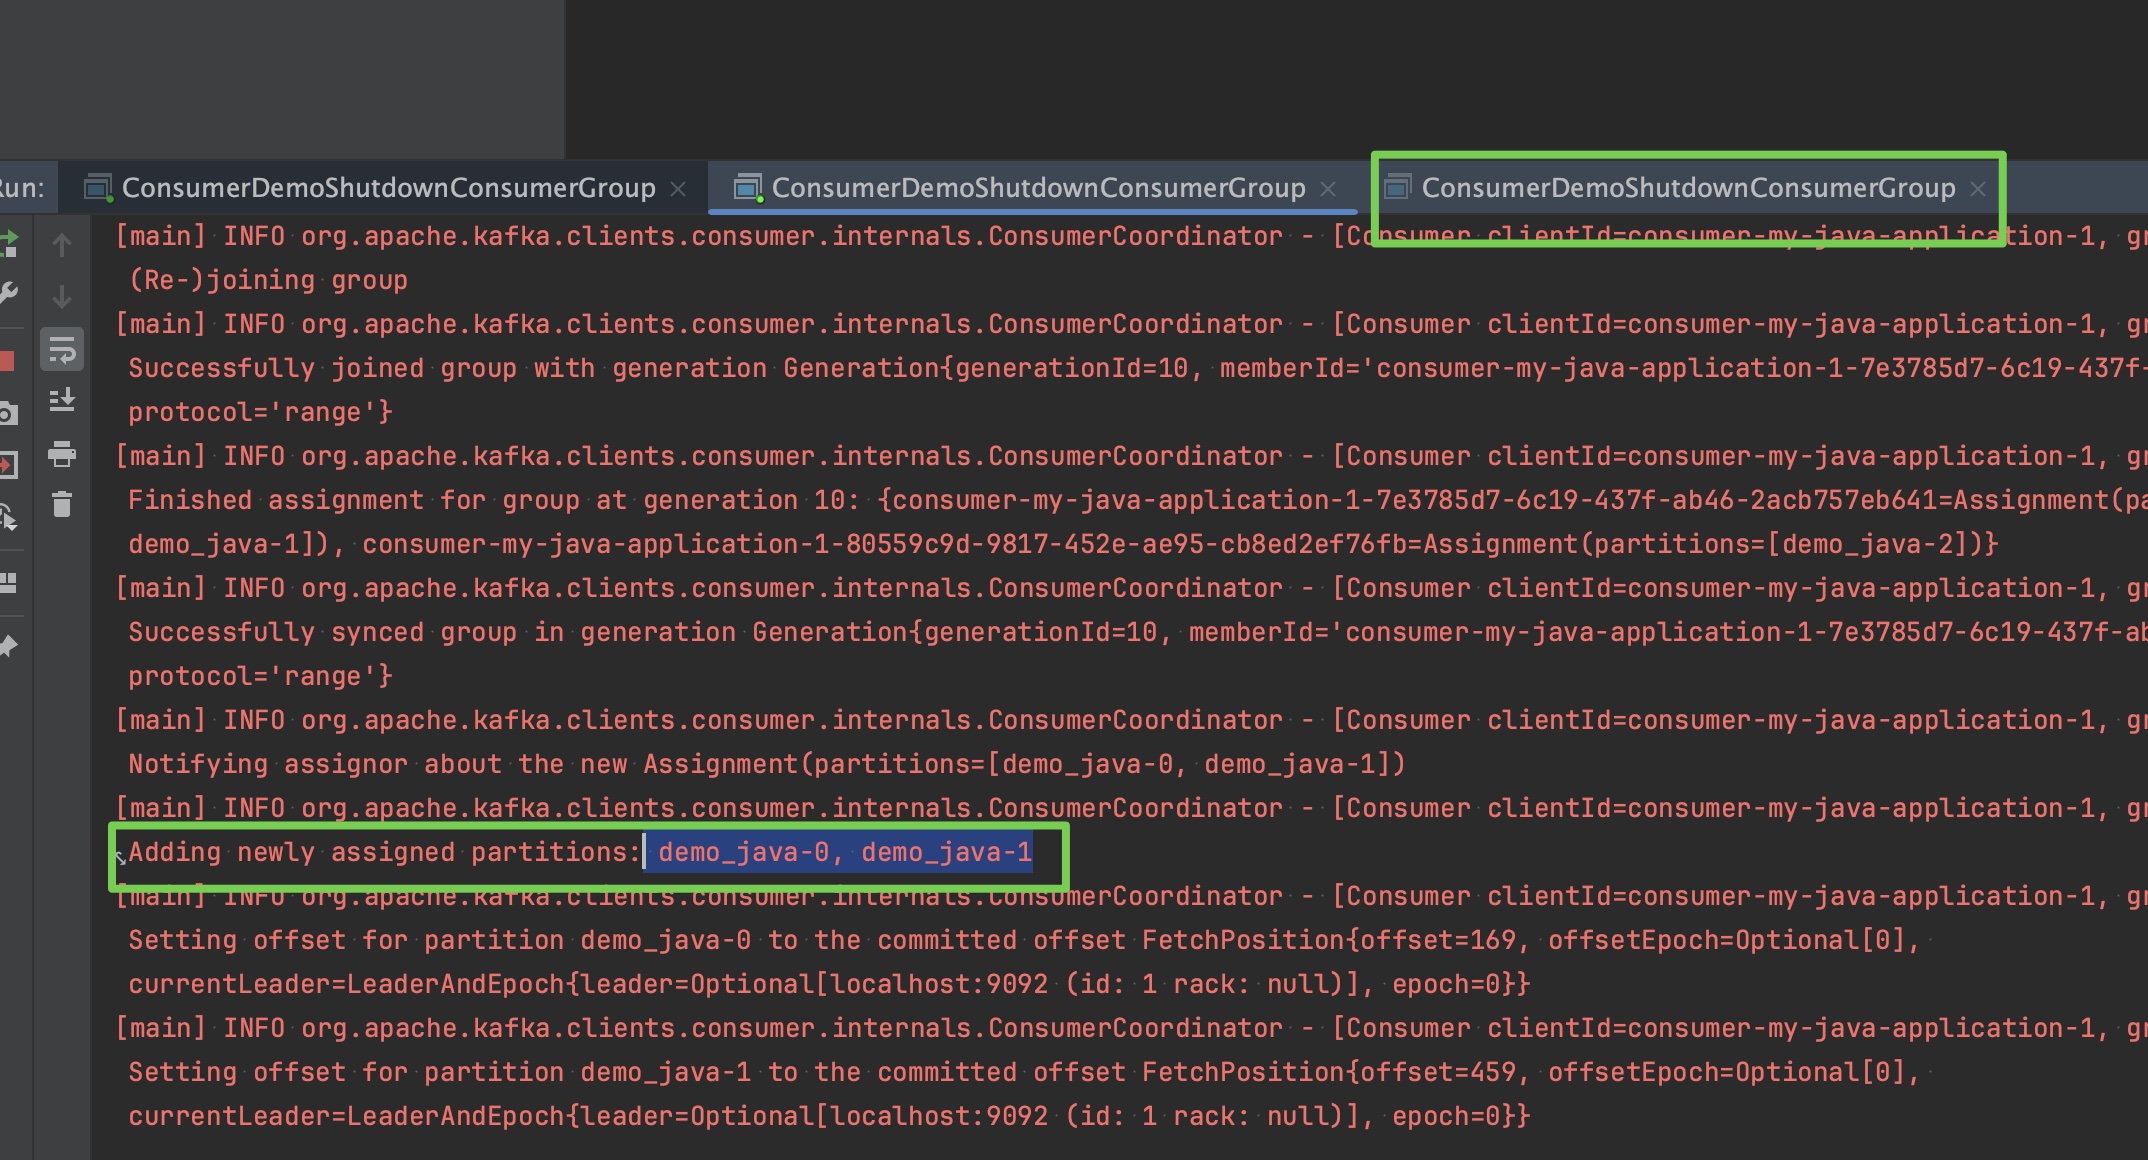 Run: ConsumerDemoShutdownConsumerGroup × ConsumerDemoShutdownConsumerGroup × ConsumerDemoShutdownConsumerGroup ×
[main] INFO org.apache.kafka.clients.consumer.internals.ConsumerCoordinator - [Consumer clientId=consumer-my-java-application-1,
(Re-)joining group
[main] INFO org.apache.kafka.clients.consumer.internals.ConsumerCoordinator - [Consumer clientId=consumer-my-java-application-1,
Successfully joined group with generation Generation{generationId=10, memberId='consumer-my-java-application-1-7e3785d7-6c19-437f-
protocol='range'}
[main] INFO org.apache.kafka.clients.consumer.internals.ConsumerCoordinator - [Consumer clientId=consumer-my-java-application-1,
Finished assignment for group at generation 10: {consumer-my-java-application-1-7e3785d7-6c19-437f-ab46-2acb757eb641=Assignment(pa
demo_java-1]), consumer-my-java-application-1-80559c9d-9817-452e-ae95-cb8ed2ef76fb=Assignment(partitions=[demo_java-2])}
[main] INFO org.apache.kafka.clients.consumer.internals.ConsumerCoordinator - [Consumer clientId=consumer-my-java-application-1,
Successfully synced group in generation Generation{generationId=10, memberId='consumer-my-java-application-1-7e3785d7-6c19-437f-ab
protocol='range'}
[main] INFO org.apache.kafka.clients.consumer.internals.ConsumerCoordinator - [Consumer clientId=consumer-my-java-application-1,
Notifying assignor about the new Assignment(partitions=[demo_java-0, demo_java-1])
[main] INFO org.apache.kafka.clients.consumer.internals.ConsumerCoordinator - [Consumer clientId=consumer-my-java-application-1,
Adding newly assigned partitions: demo_java-0, demo_java-1
[main] INFO org.apache.kafka.clients.consumer.internals.ConsumerCoordinator - [Consumer clientId=consumer-my-java-application-1,
Setting offset for partition demo_java-0 to the committed offset FetchPosition{offset=169, offsetEpoch=Optional[0],
currentLeader=LeaderAndEpoch{leader=Optional[localhost:9092 (id: 1 rack: null)], epoch=0}}
[main] INFO org.apache.kafka.clients.consumer.internals.ConsumerCoordinator - [Consumer clientId=consumer-my-java-application-1,
Setting offset for partition demo_java-1 to the committed offset FetchPosition{offset=459, offsetEpoch=Optional[0],
currentLeader=LeaderAndEpoch{leader=Optional[localhost:9092 (id: 1 rack: null)], epoch=0}}